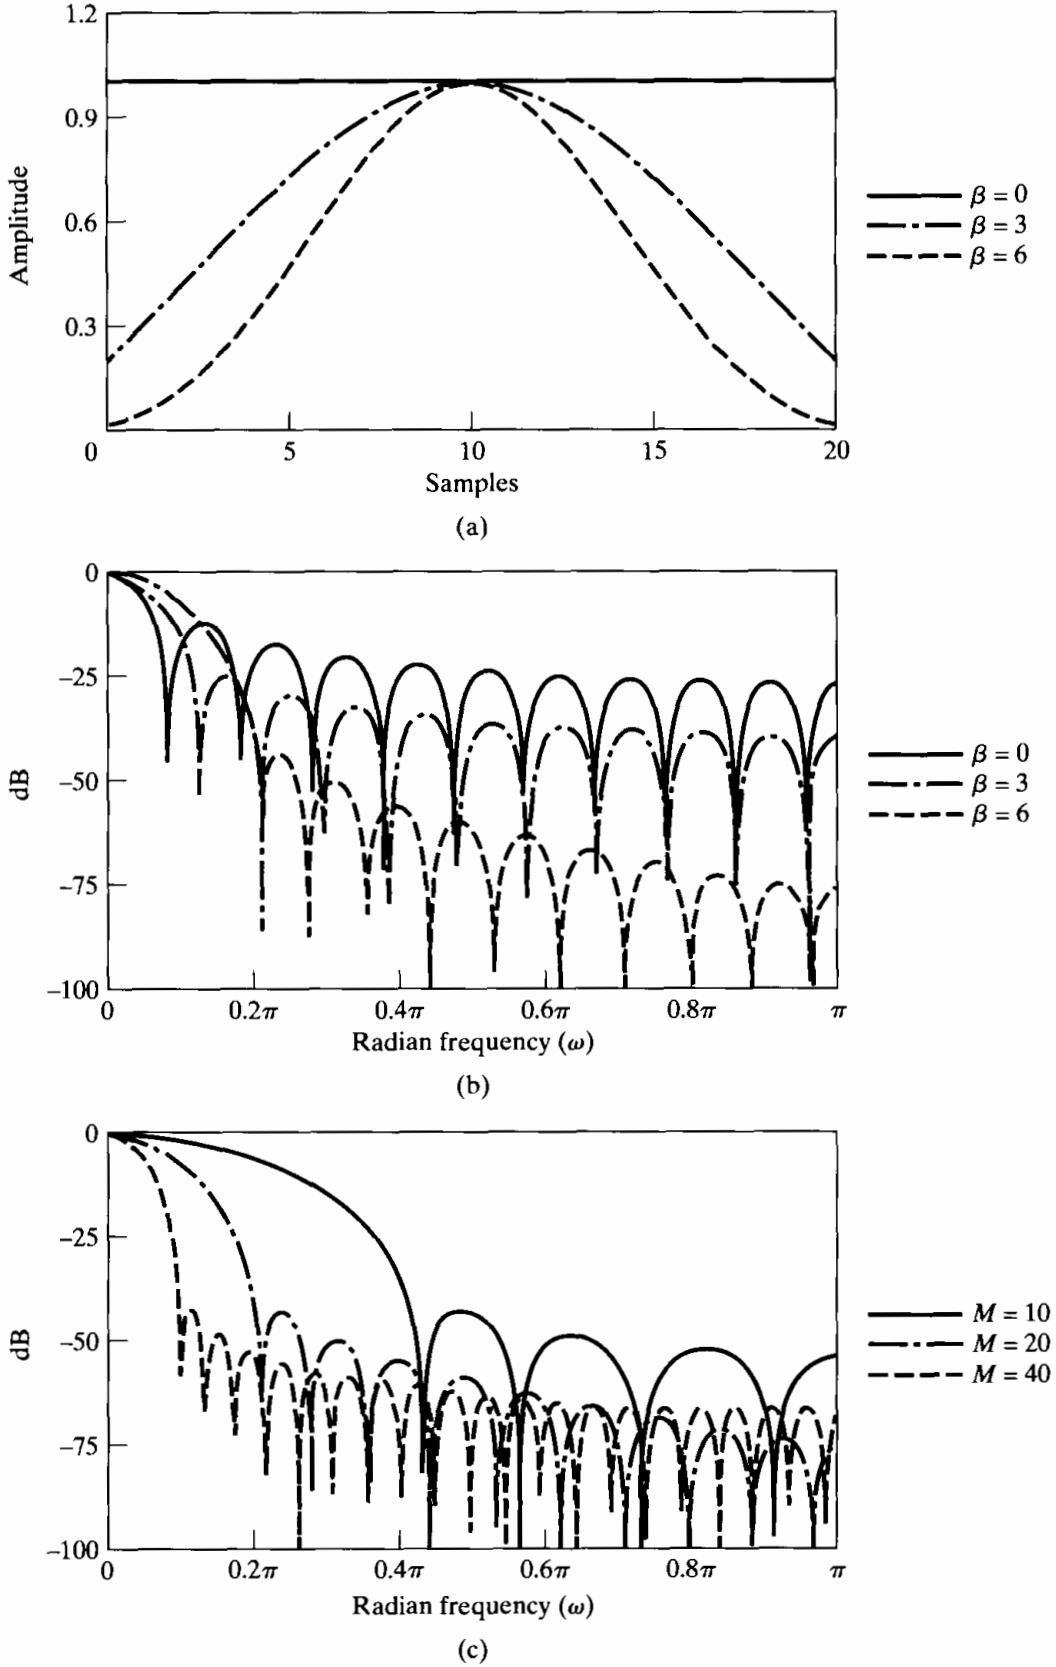 1.2
0.9
0.6
0.3
Amplitude
0
5
10
15
20
Samples
β = 0
β = 3
β = 6
(a)
0
−25
−50
−75
−100
dB
0
0.2π
0.4π
0.6π
0.8π
π
Radian frequency (ω)
β = 0
β = 3
β = 6
(b)
0
−25
−50
−75
−100
dB
0
0.2π
0.4π
0.6π
0.8π
π
Radian frequency (ω)
M = 10
M = 20
M = 40
(c)